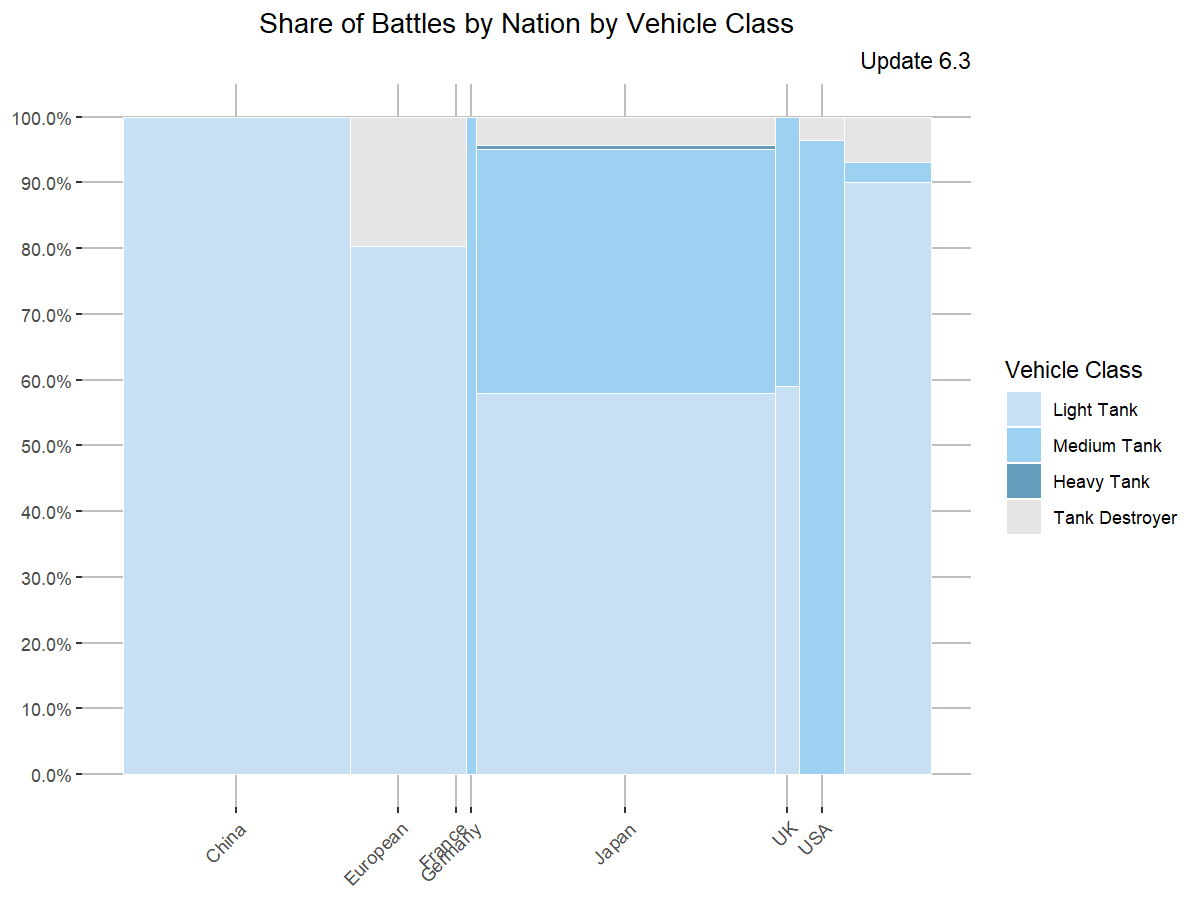 Share of Battles by Nation by Vehicle Class
Update 6.3
100.0%
90.0%
80.0%
70.0%
60.0%
50.0%
40.0%
30.0%
20.0%
10.0%
0.0%
China
European
France
Germany
Japan
UK
USA
Vehicle Class
Light Tank
Medium Tank
Heavy Tank
Tank Destroyer